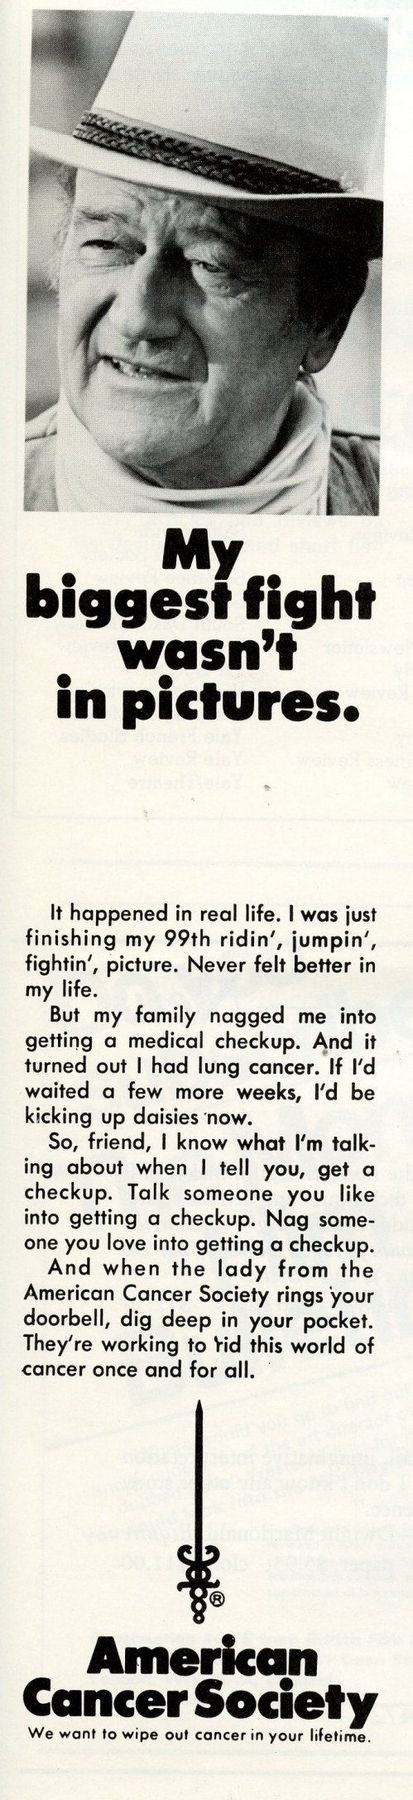 My
biggest fight
wasn't
in pictures.
It happened in real life. I was just
finishing my 99th ridin', jumpin',
fightin', picture. Never felt better in
my life.
But my family nagged me into
getting a medical checkup. And it
turned out I had lung cancer. If I'd
waited a few more weeks, I'd be
kicking up daisies now.
So, friend, I know what I'm talk-
ing about when I tell you, get a
checkup. Talk someone you like
into getting a checkup. Nag some-
one you love into getting a checkup.
And when the lady from the
American Cancer Society rings your
doorbell, dig deep in your pocket.
They're working to rid this world of
cancer once and for all.
®
American
Cancer Society
We want to wipe out cancer in your lifetime.